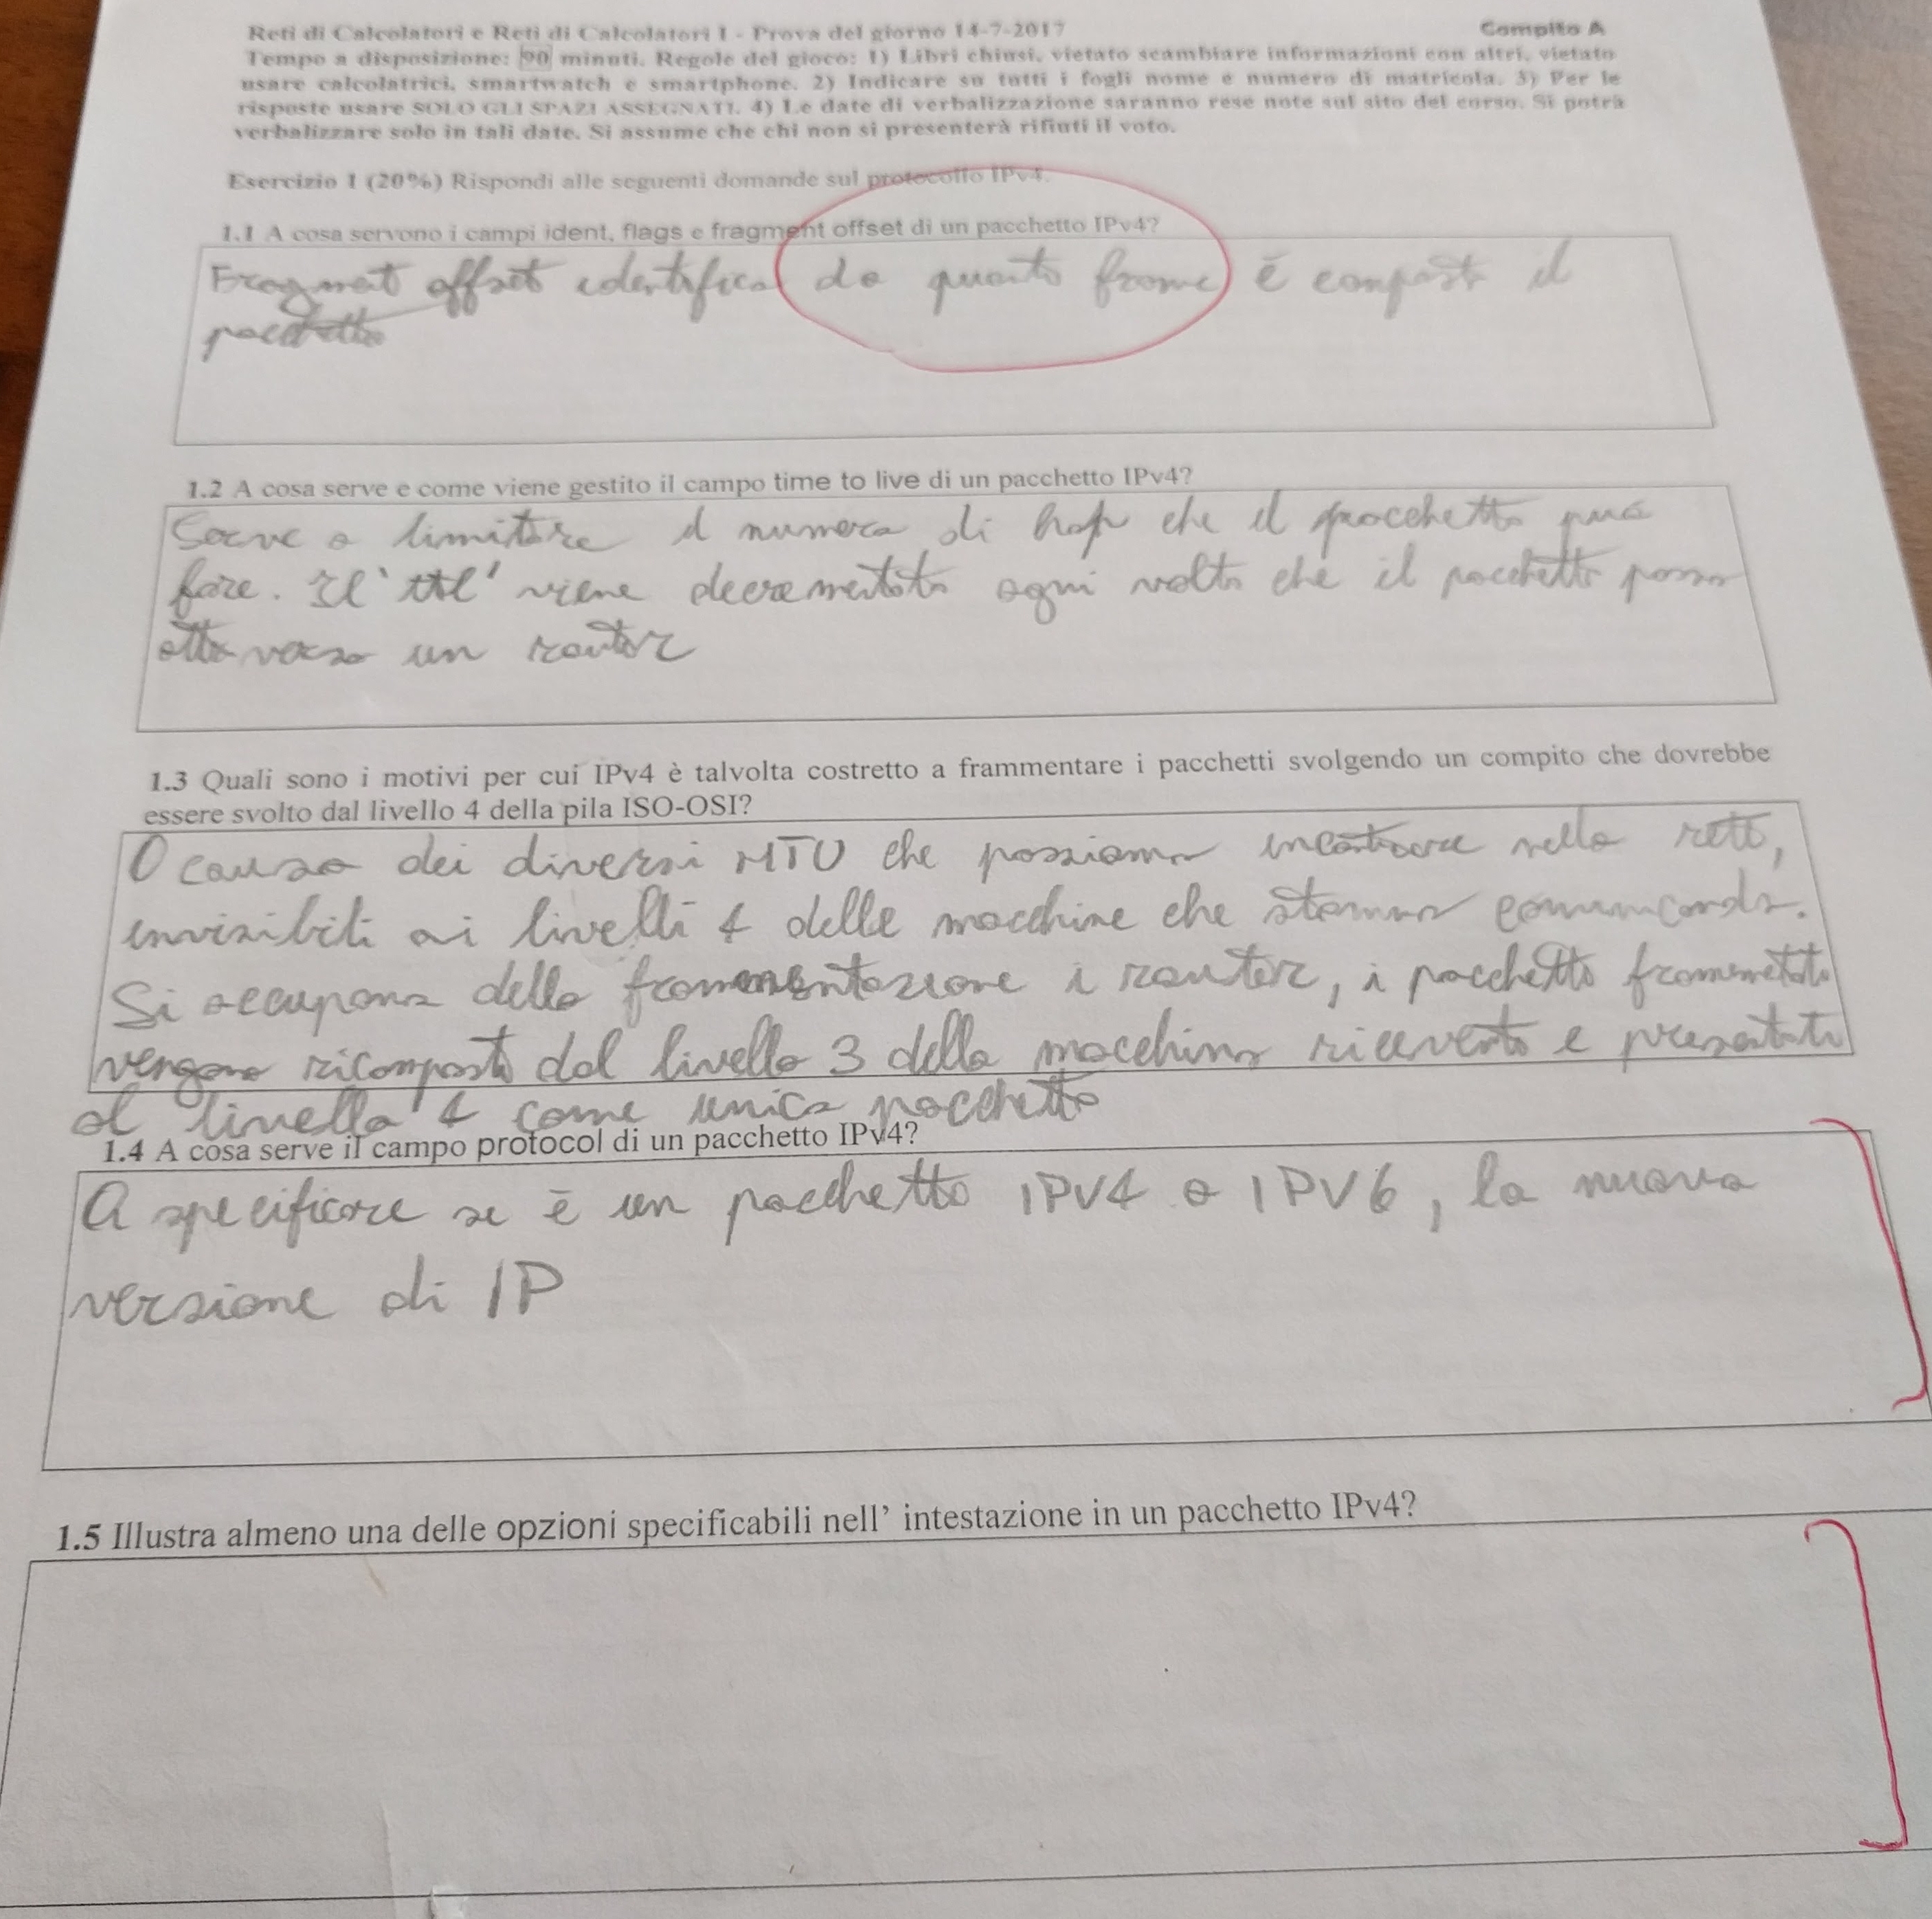 Reti di Calcolatori e Reti di Calcolatori I - Prova del giorno 14-7-2017 Compito A
Tempo a disposizione: 90 minuti. Regole del gioco: 1) Libri chiusi, vietato scambiare informazioni con altri, vietato
usare calcolatrici, smartwatch e smartphone. 2) Indicare su tutti i fogli nome e numero di matricola. 3) Per le
risposte usare SOLO GLI SPAZI ASSEGNATI. 4) Le date di verbalizzazione saranno rese note sul sito del corso. Si potrà
verbalizzare solo in tali date. Si assume che chi non si presenterà rifiuti il voto.
Esercizio 1 (20%) Rispondi alle seguenti domande sul protocollo IPv4.
1.1 A cosa servono i campi ident, flags e fragment offset di un pacchetto IPv4?
Fragment offset identifica da quanto frame è composto il
pacchetto
1.2 A cosa serve e come viene gestito il campo time to live di un pacchetto IPv4?
Serve a limitare il numero di hop che il pacchetto può
fare. Il 'ttl' viene decrementato ogni volta che il pacchetto passa
attraverso un router
1.3 Quali sono i motivi per cui IPv4 è talvolta costretto a frammentare i pacchetti svolgendo un compito che dovrebbe
essere svolto dal livello 4 della pila ISO-OSI?
O causa dei diversi MTU che possiamo incontrare nella rete,
invisibili ai livelli 4 delle macchine che stanno comunicando.
Si occupano della frammentazione i router, i pacchetti frammentati
vengono ricomposti dal livello 3 della macchina ricevente e presentati
al livello 4 come unico pacchetto
1.4 A cosa serve il campo protocol di un pacchetto IPv4?
A specificare se è un pacchetto IPV4 o IPV6, la nuova
versione di IP
1.5 Illustra almeno una delle opzioni specificabili nell' intestazione in un pacchetto IPv4?